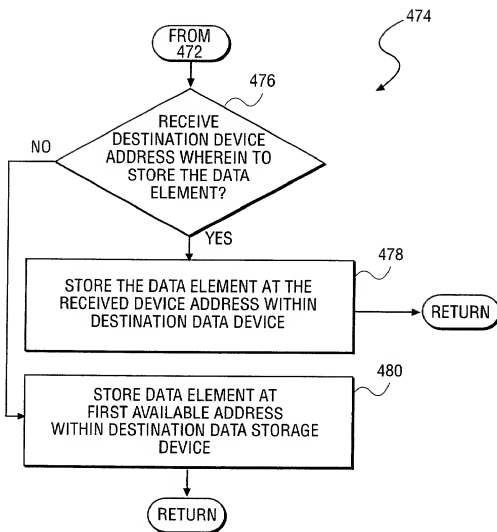 FROM
472
474
476
RECEIVE
DESTINATION DEVICE
ADDRESS WHEREIN TO
STORE THE DATA
ELEMENT?
NO
YES
478
STORE THE DATA ELEMENT AT THE
RECEIVED DEVICE ADDRESS WITHIN
DESTINATION DATA DEVICE
RETURN
480
STORE DATA ELEMENT AT
FIRST AVAILABLE ADDRESS
WITHIN DESTINATION DATA STORAGE
DEVICE
RETURN